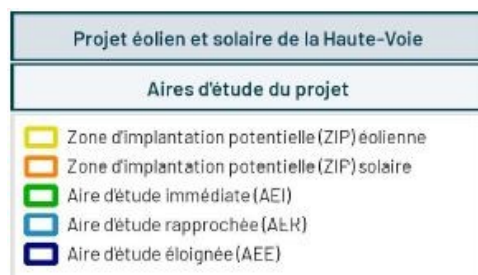 Projet éolien et solaire de la Haute-Voie
Aires d'étude du projet
Zone d'implantation potentielle (ZIP) éolienne
Zone d'implantation potentielle (ZIP) solaire
Aire d'étude immédiate (AEI)
Aire d'étude rapprochée (AER)
Aire d'étude éloignée (AEE)